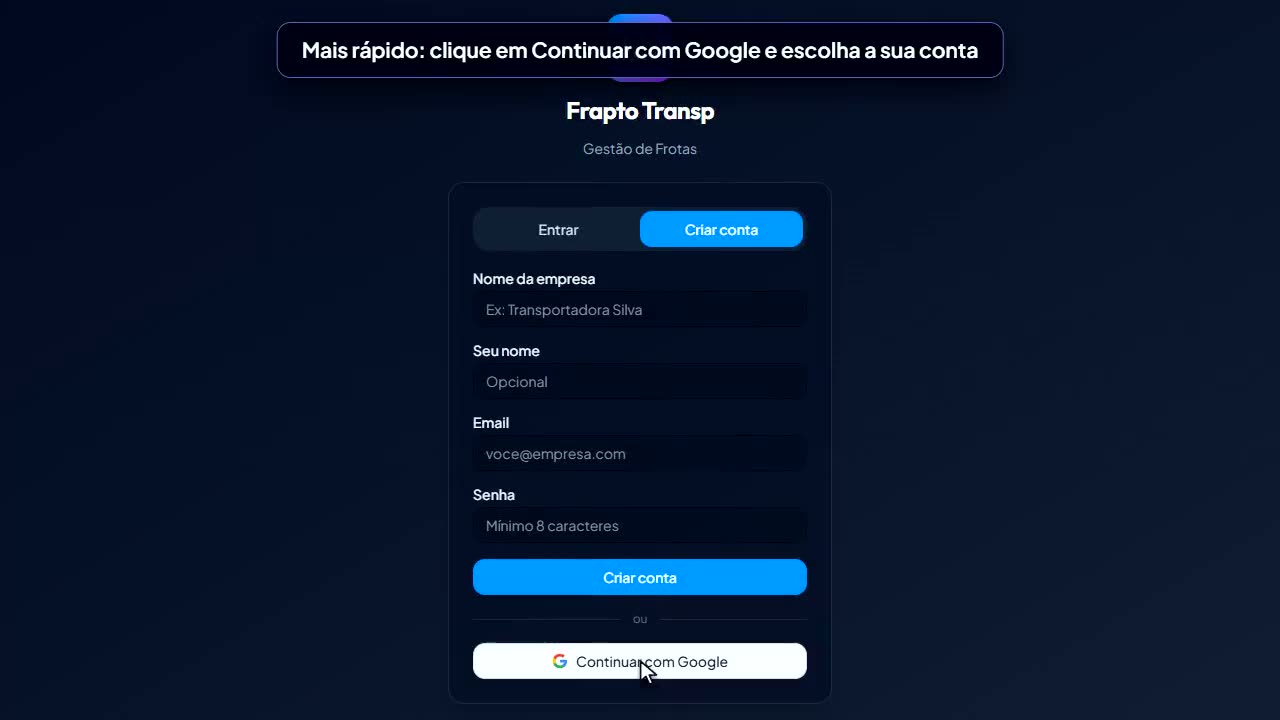 Mais rápido: clique em Continuar com Google e escolha a sua conta
Frapto Transp
Gestão de Frotas
Entrar
Criar conta
Nome da empresa
Ex: Transportadora Silva
Seu nome
Opcional
Email
voce@empresa.com
Senha
Mínimo 8 caracteres
Criar conta
ou
Continuar com Google